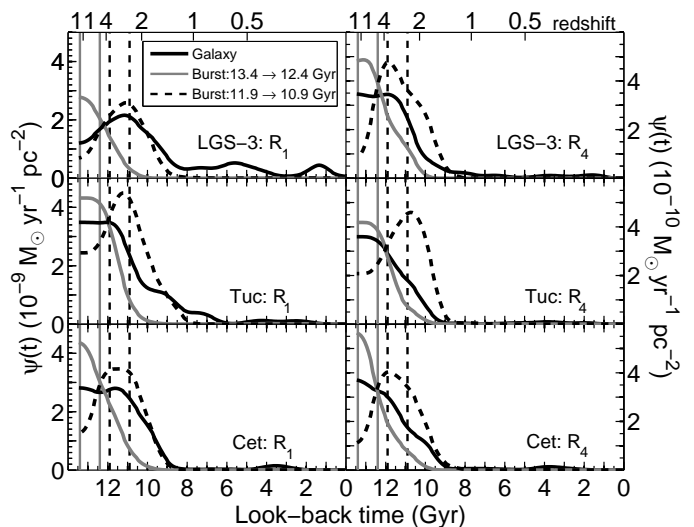 11 4 2 1 0.5 11 4 2 1 0.5 redshift
Galaxy
Burst:13.4 → 12.4 Gyr
Burst:11.9 → 10.9 Gyr
LGS−3: R1
LGS−3: R4
Tuc: R1
Tuc: R4
Cet: R1
Cet: R4
ψ(t) (10−9 M⊙ yr−1 pc−2)
ψ(t) (10−10 M⊙yr−1 pc−2)
4
2
0
4
2
0
4
2
0
4
2
0
4
2
0
4
2
0
12 10 8 6 4 2 0 12 10 8 6 4 2 0
Look−back time (Gyr)